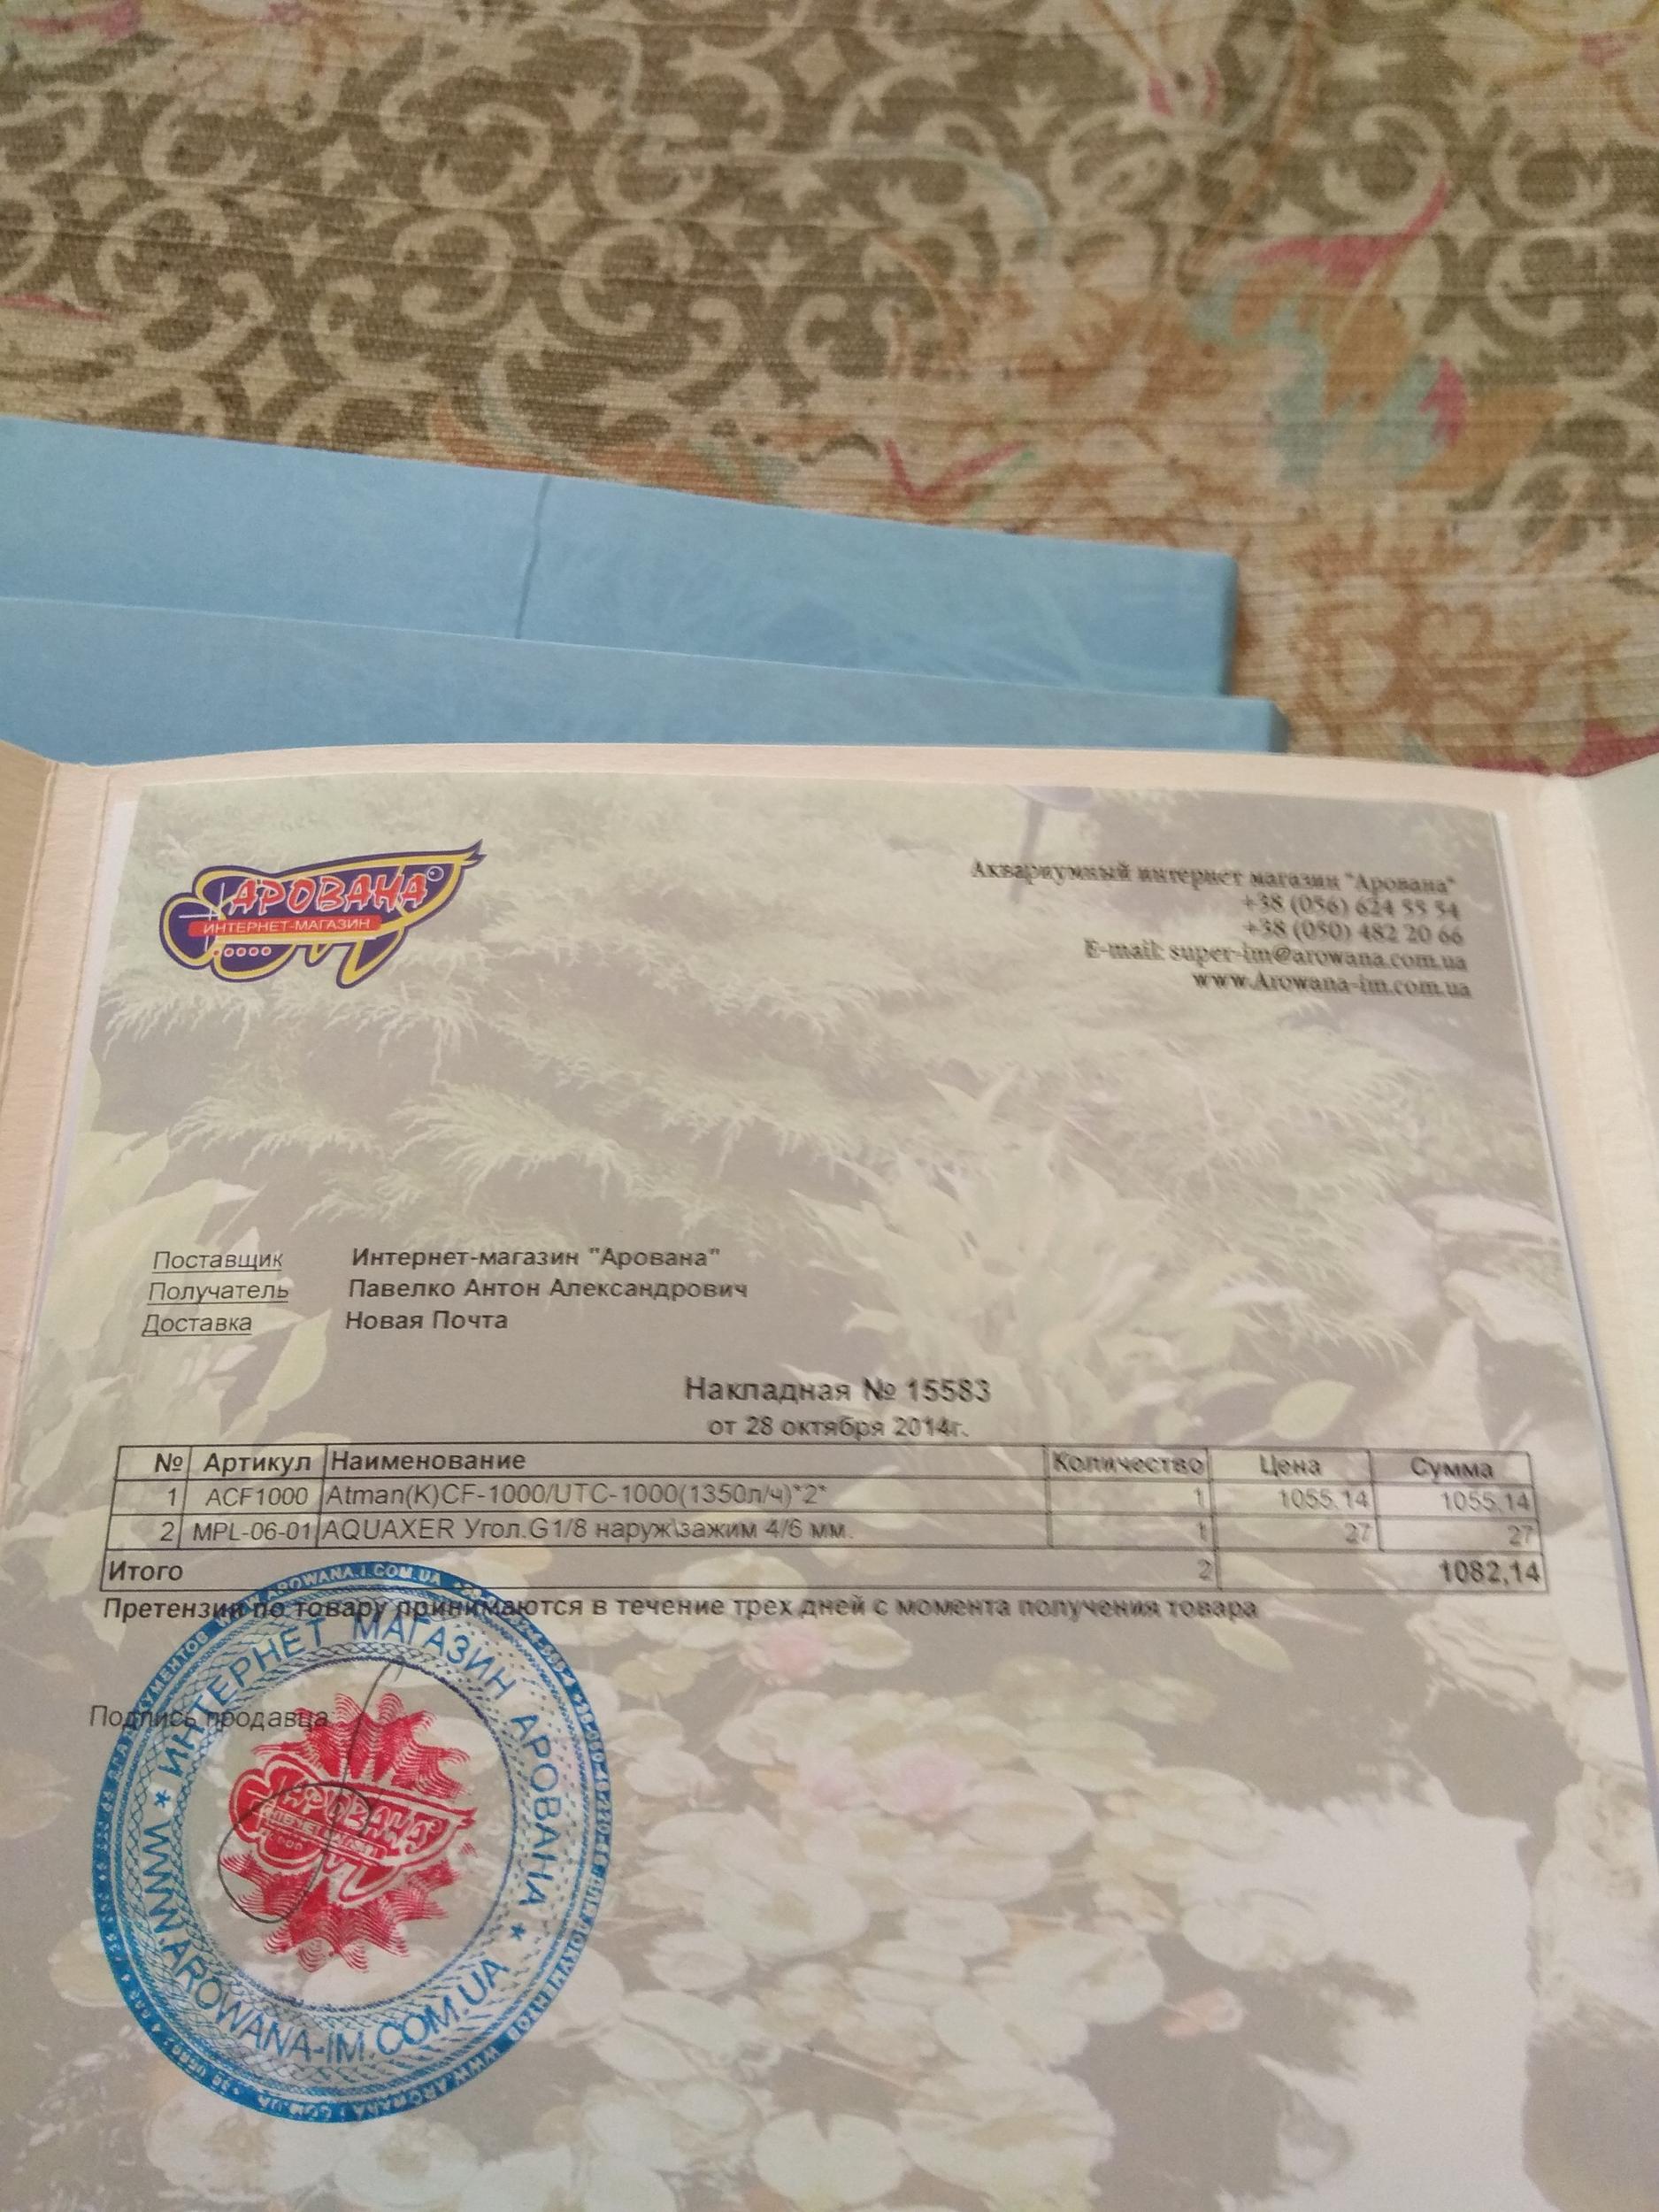 АРОВАНА
ИНТЕРНЕТ-МАГАЗИН
Аквариумный интернет магазин "Арована"
+38 (056) 624 55 54
+38 (050) 482 20 66
E-mail: super-im@arowana.com.ua
www.Arowana-im.com.ua
Поставщик Интернет-магазин "Арована"
Получатель Павелко Антон Александрович
Доставка Новая Почта
Накладная № 15583
от 28 октября 2014г.
№ Артикул Наименование Количество Цена Сумма
1 ACF1000 Atman(K)CF-1000/UTC-1000(1350л/ч)*2* 1 1055,14 1055,14
2 MPL-06-01 AQUAXER Угол.G1/8 наруж\зажим 4/6 мм. 1 27 27
Итого 2 1082,14
Претензии по товару принимаются в течение трех дней с момента получения товара
Подпись продавца
* ИНТЕРНЕТ МАГАЗИН АРОВАНА *
WWW.AROWANA-IM.COM.UA
АРОВАНА